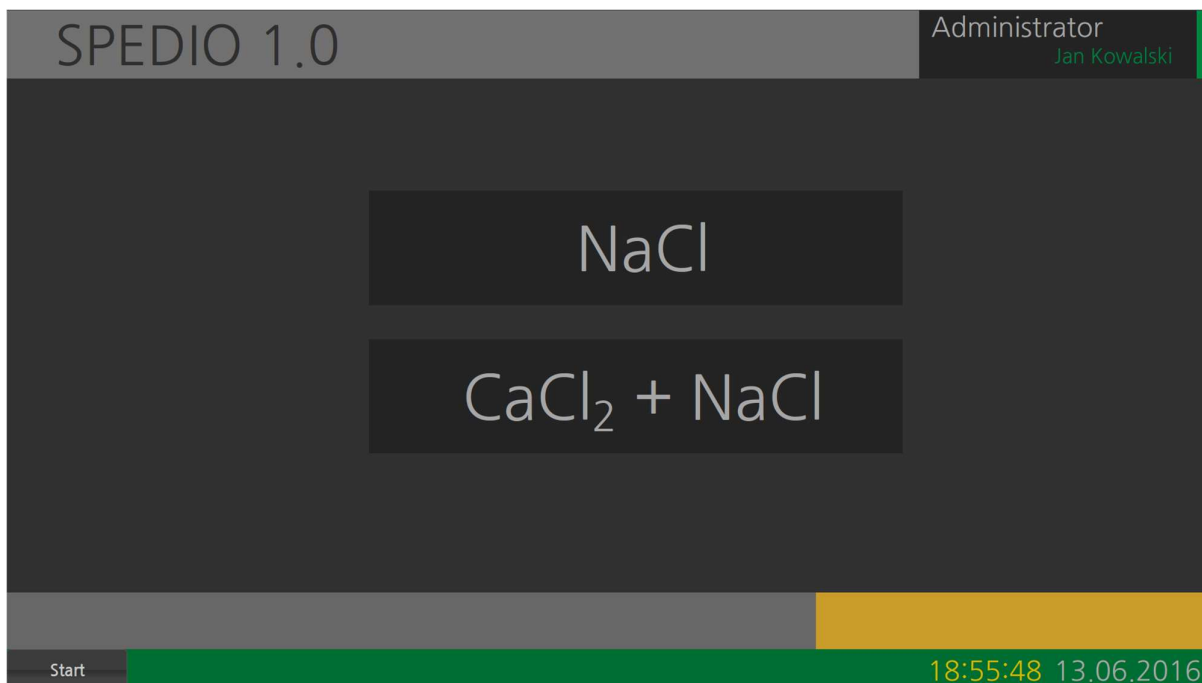 SPEDIO 1.0
Administrator
Jan Kowalski
NaCl
CaCl₂ + NaCl
Start
18:55:48 13.06.2016